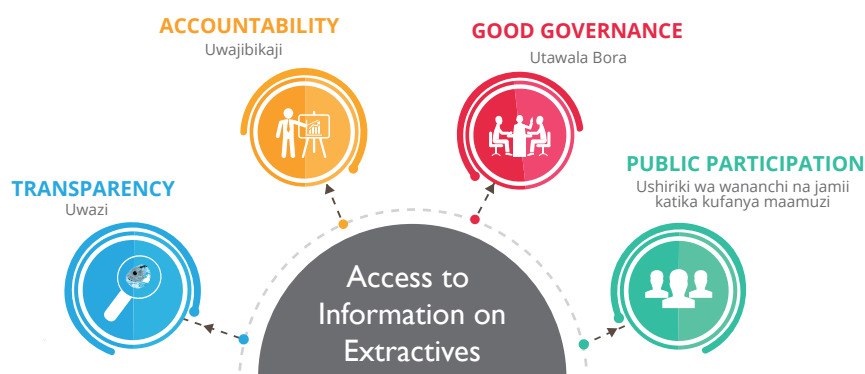 ACCOUNTABILITY
Uwajibikaji
GOOD GOVERNANCE
Utawala Bora
TRANSPARENCY
Uwazi
PUBLIC PARTICIPATION
Ushiriki wa wananchi na jamii
katika kufanya maamuzi
Access to
Information on
Extractives